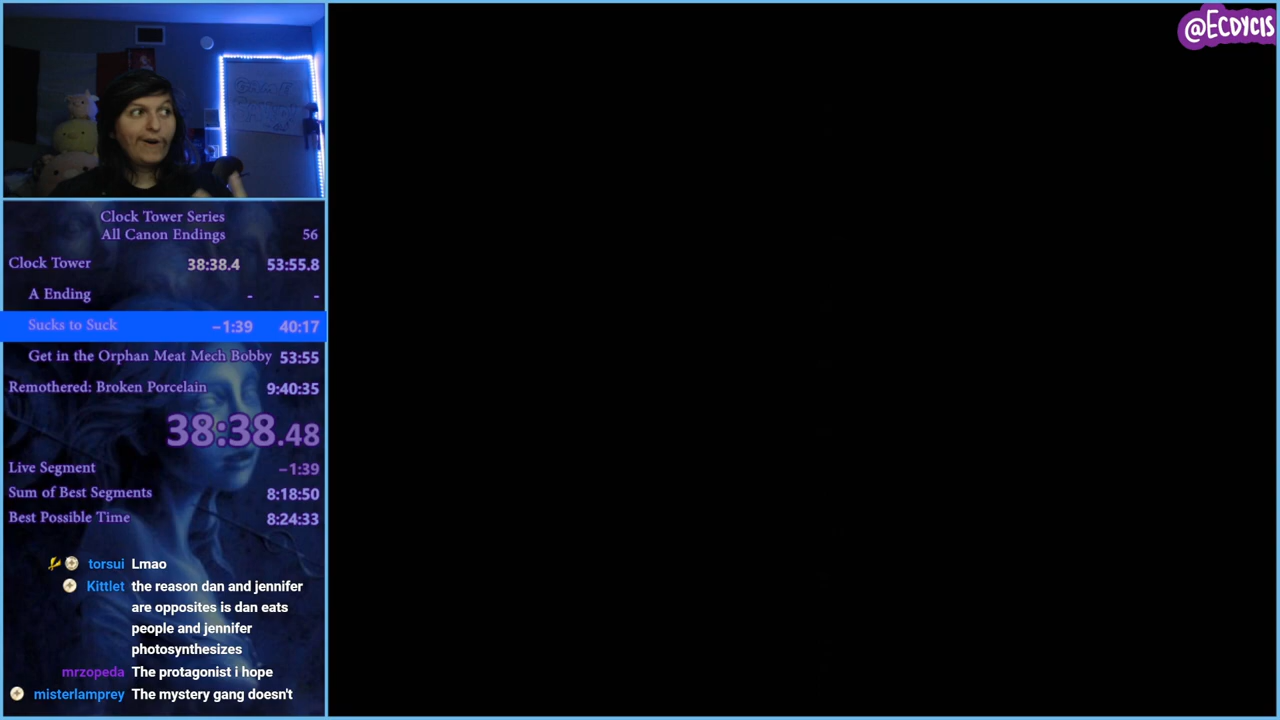 @ECDYCIS
Clock Tower Series
All Canon Endings 56
Clock Tower 38:38.4 53:55.8
A Ending - -
Sucks to Suck −1:39 40:17
Get in the Orphan Meat Mech Bobby 53:55
Remothered: Broken Porcelain 9:40:35
38:38.48
Live Segment −1:39
Sum of Best Segments 8:18:50
Best Possible Time 8:24:33
torsui Lmao
Kittlet the reason dan and jennifer
are opposites is dan eats
people and jennifer
photosynthesizes
mrzopeda The protagonist i hope
misterlamprey The mystery gang doesn't